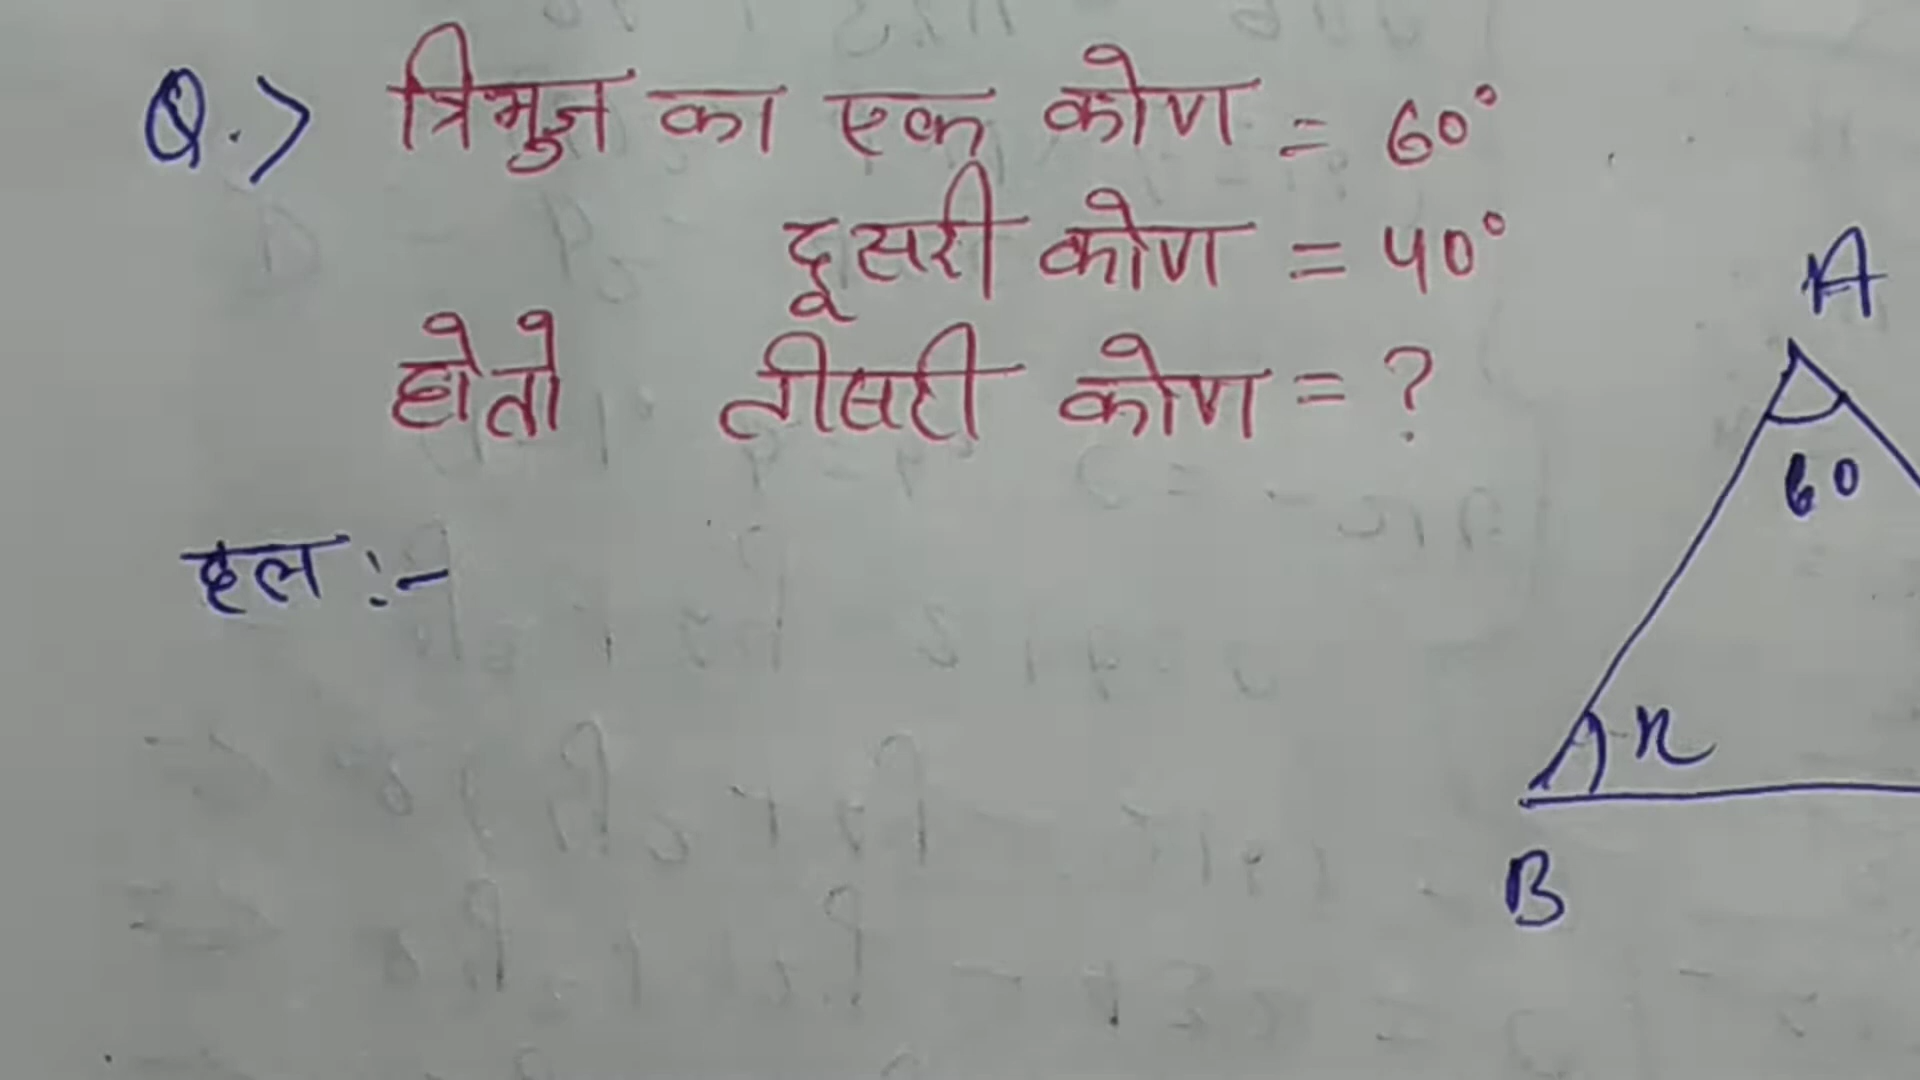 Q.> त्रिभुज का एक कोण = 60°
दूसरी कोण = 40°
होतो तीसरी कोण = ?
हल :-
A
60
x
B